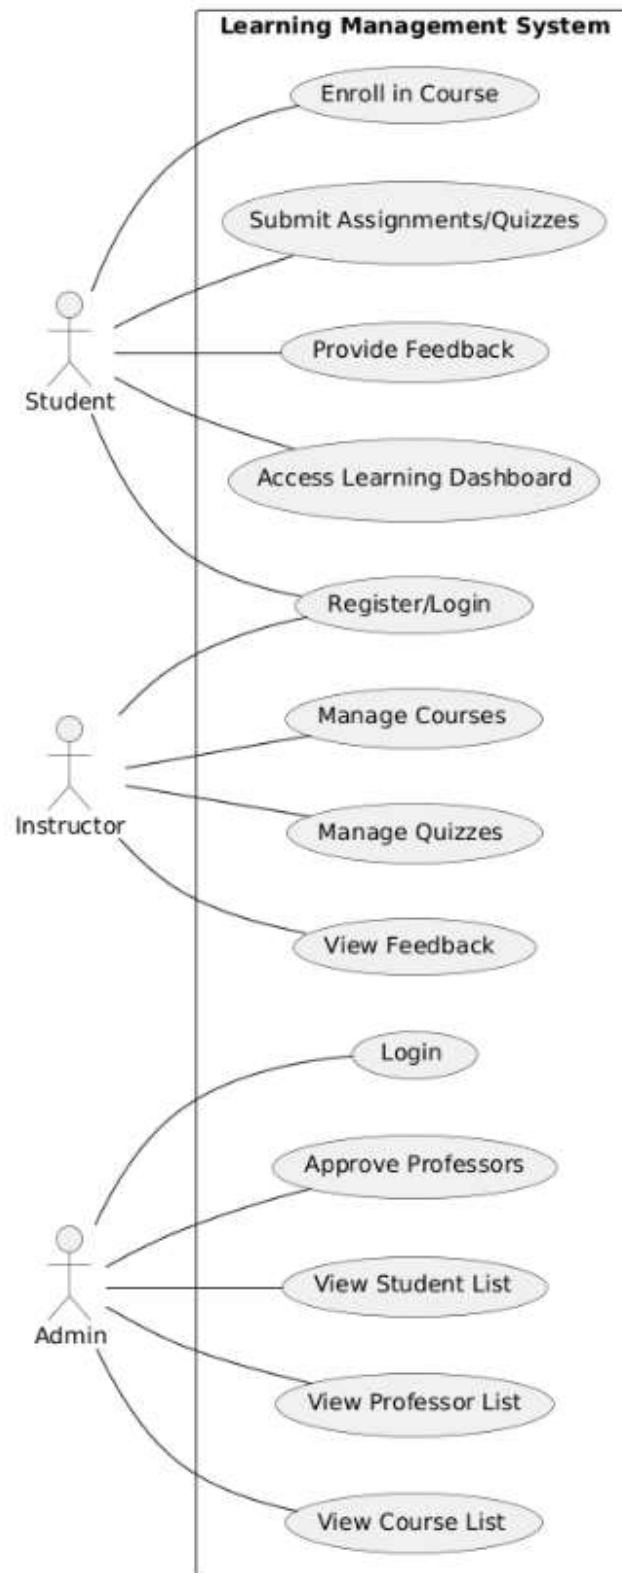 Learning Management System
Enroll in Course
Submit Assignments/Quizzes
Provide Feedback
Student
Access Learning Dashboard
Register/Login
Manage Courses
Instructor
Manage Quizzes
View Feedback
Login
Approve Professors
View Student List
Admin
View Professor List
View Course List